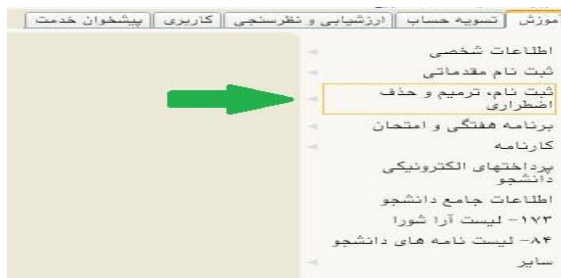 موزش تسویه حساب ارزشیابی و نظرسنجی کاربری پیشخوان خدمت
اطلاعات شخصی
ثبت نام مقدماتی
ثبت نام، ترمیم و حذف
اضطراری
برنامه هفتگی و امتحان
کارنامه
پرداختهای الکترونیکی
دانشجو
اطلاعات جامع دانشجو
۱۷۳- لیست آرا شورا
۸۴- لیست نامه های دانشجو
سایر